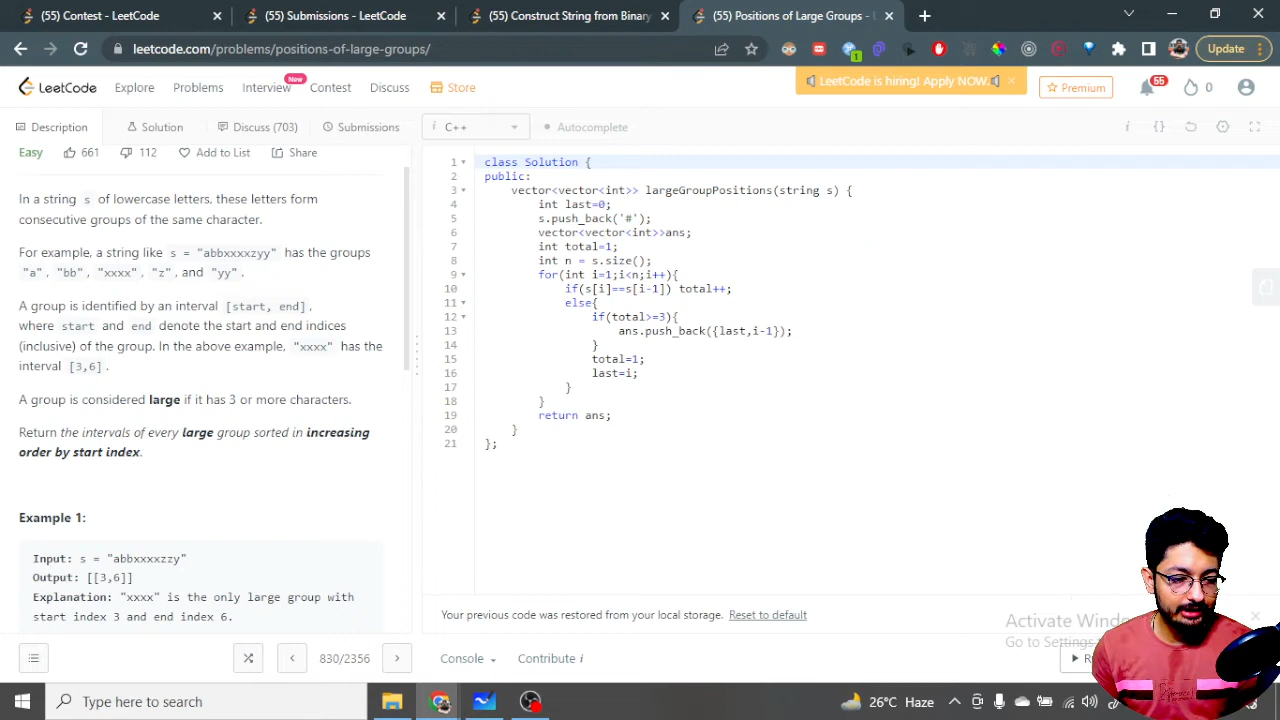 (55) Contest - LeetCode
(55) Submissions - LeetCode
(55) Construct String from Binary
(55) Positions of Large Groups -
leetcode.com/problems/positions-of-large-groups/
1
Update
LeetCode
Explore
Problems
Interview
New
Contest
Discuss
Store
LeetCode is hiring! Apply NOW.
Premium
55
0
Description
Solution
Discuss (703)
Submissions
i C++
Autocomplete
Easy
661
112
Add to List
Share
In a string s of lowercase letters, these letters form
consecutive groups of the same character.
For example, a string like s = "abbxxxxzyy" has the groups
"a", "bb", "xxxx", "z", and "yy".
A group is identified by an interval [start, end],
where start and end denote the start and end indices
(inclusive) of the group. In the above example, "xxxx" has the
interval [3,6].
A group is considered large if it has 3 or more characters.
Return the intervals of every large group sorted in increasing
order by start index.
Example 1:
Input: s = "abbxxxxzzy"
Output: [[3,6]]
Explanation: "xxxx" is the only large group with
start index 3 and end index 6.
1 class Solution {
2 public:
3 vector<vector<int>> largeGroupPositions(string s) {
4 int last=0;
5 s.push_back('#');
6 vector<vector<int>>ans;
7 int total=1;
8 int n = s.size();
9 for(int i=1;i<n;i++){
10 if(s[i]==s[i-1]) total++;
11 else{
12 if(total>=3){
13 ans.push_back({last,i-1});
14 }
15 total=1;
16 last=i;
17 }
18 }
19 return ans;
20 }
21 };
Your previous code was restored from your local storage. Reset to default
Activate Windo
Go to Settings
830/2356
Console
Contribute i
Type here to search
26°C Haze